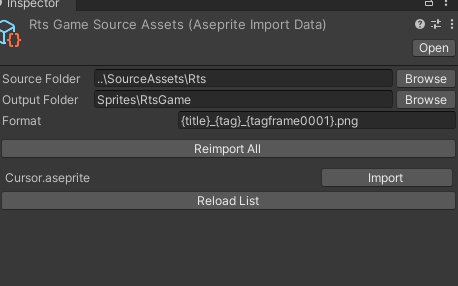 Inspector
Rts Game Source Assets (Aseprite Import Data)
Open
Source Folder ..\SourceAssets\Rts Browse
Output Folder Sprites\RtsGame Browse
Format {title}_{tag}_{tagframe0001}.png
Reimport All
Cursor.aseprite Import
Reload List